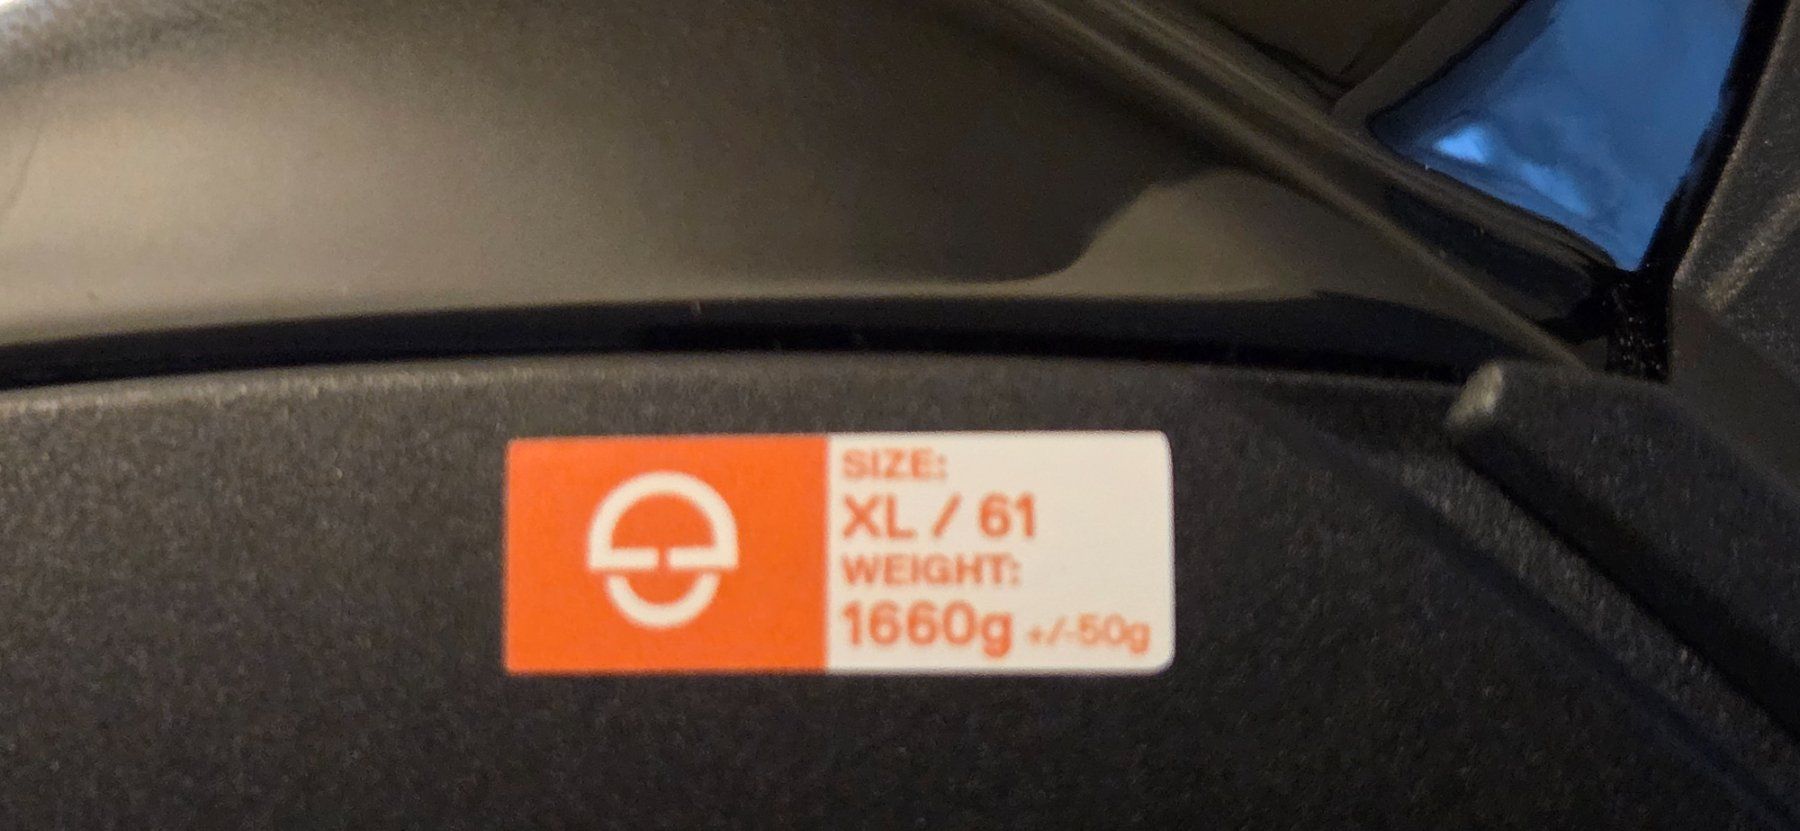 SIZE:
XL / 61
WEIGHT:
1660g +/-50g